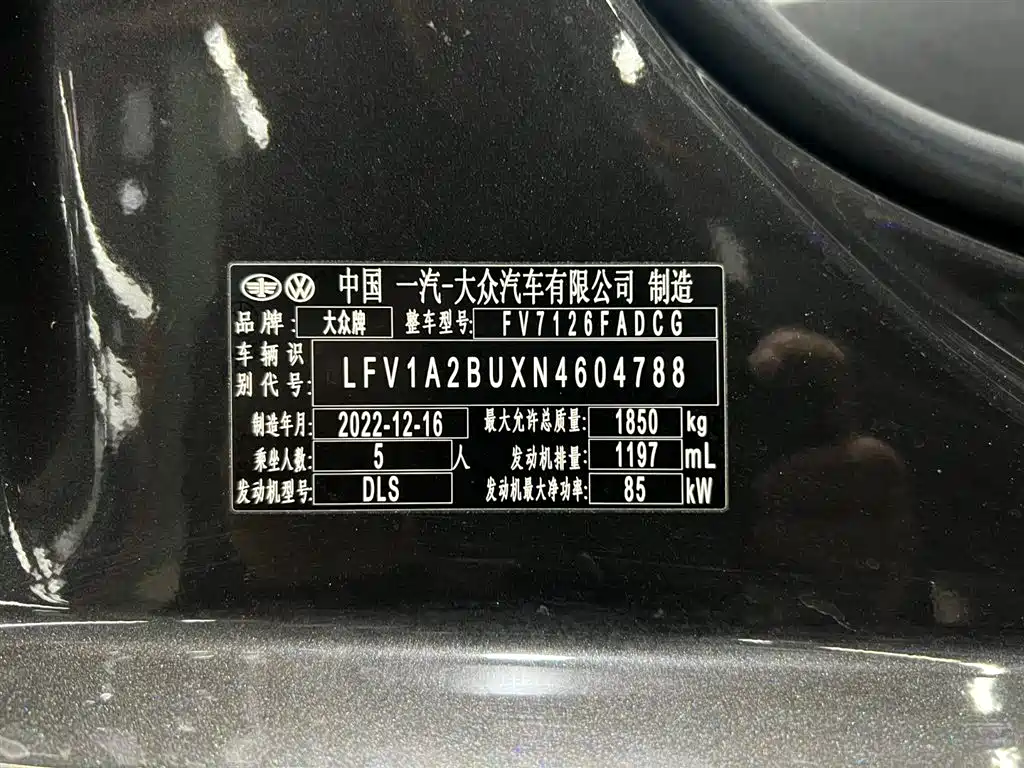 中国 一汽-大众汽车有限公司 制造
品牌: 大众牌 整车型号: FV7126FADCG
车辆识别代号: LFV1A2BUXN4604788
制造年月: 2022-12-16 最大允许总质量: 1850 kg
乘坐人数: 5 人 发动机排量: 1197 mL
发动机型号: DLS 发动机最大净功率: 85 kW